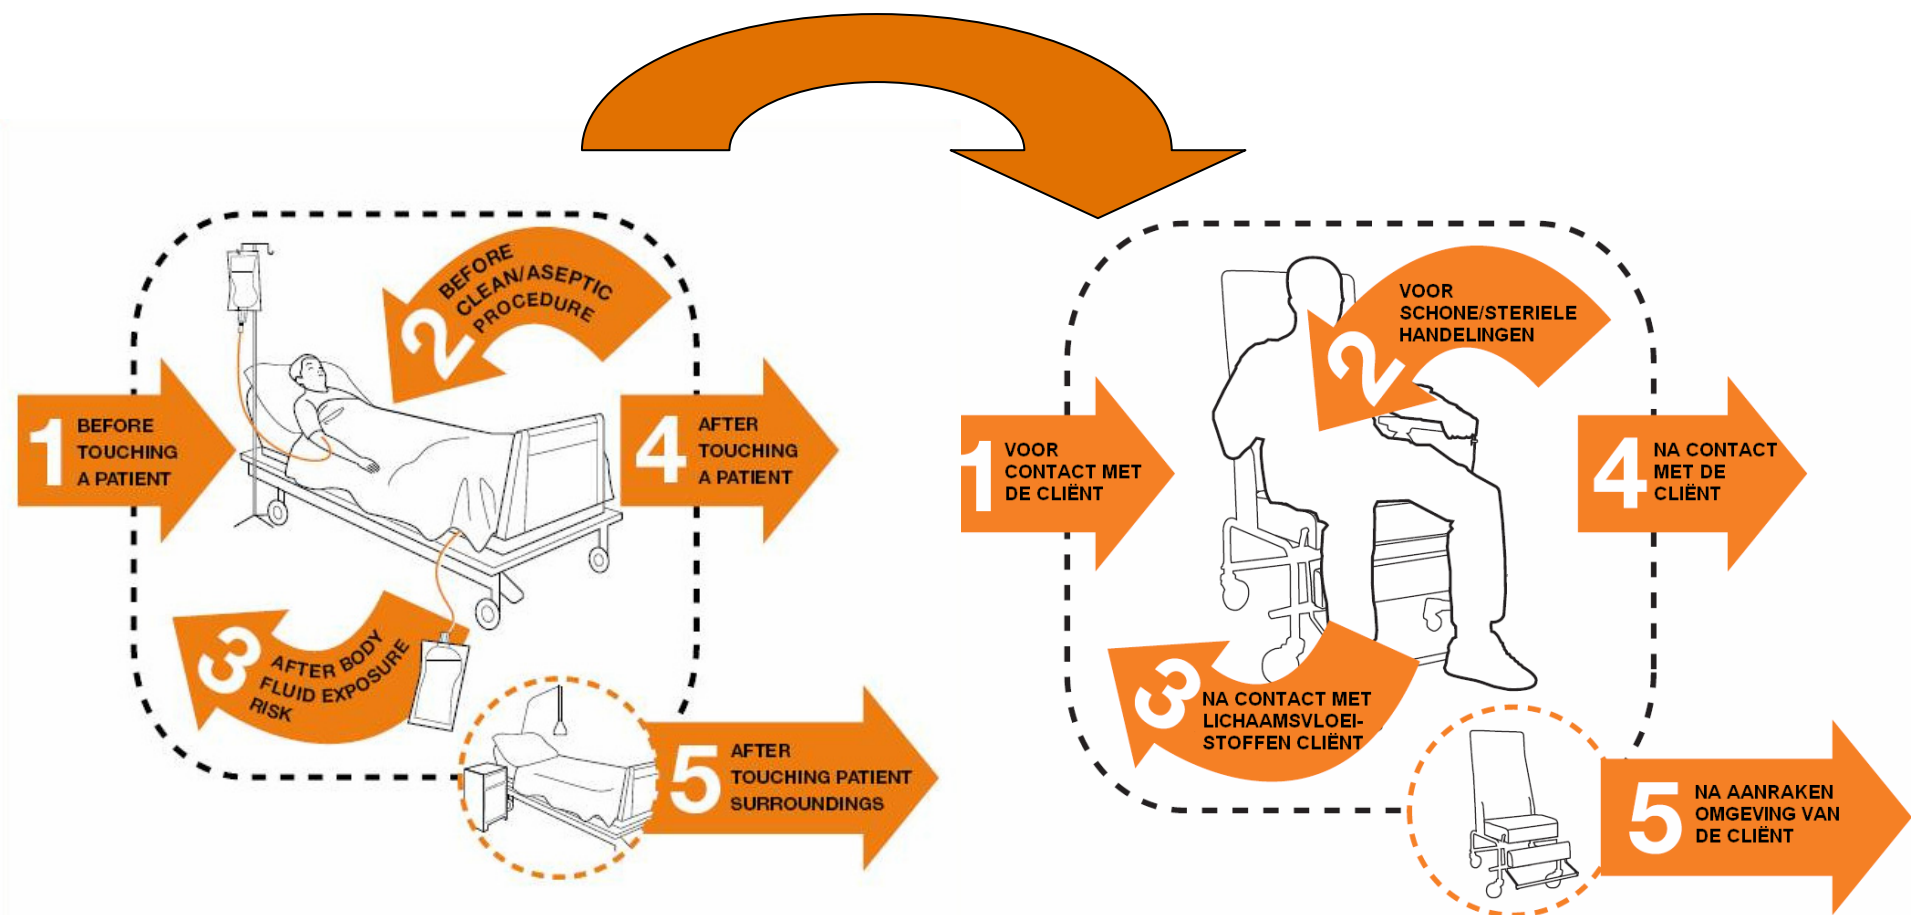 1
BEFORE
TOUCHING
A PATIENT
2
BEFORE
CLEAN/ASEPTIC
PROCEDURE
3
AFTER BODY
FLUID EXPOSURE
RISK
4
AFTER
TOUCHING
A PATIENT
5
AFTER
TOUCHING PATIENT
SURROUNDINGS
1
VOOR
CONTACT MET
DE CLIËNT
2
VOOR
SCHONE/STERIELE
HANDELINGEN
3
NA CONTACT MET
LICHAAMSVLOEI-
STOFFEN CLIËNT
4
NA CONTACT
MET DE
CLIËNT
5
NA AANRAKEN
OMGEVING VAN
DE CLIËNT